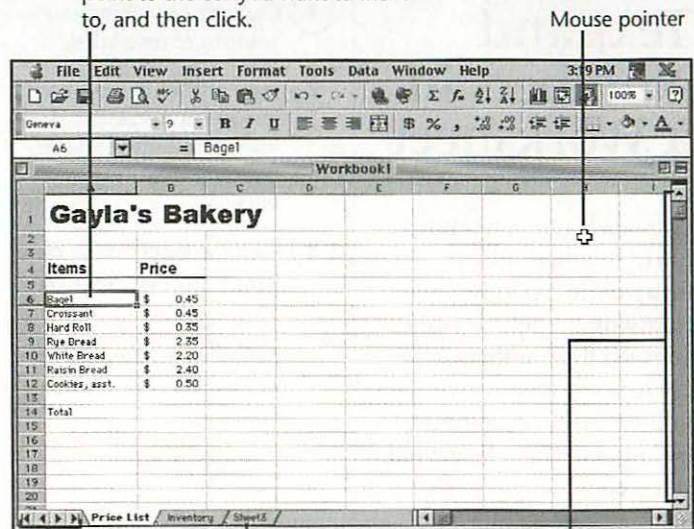 to, and then click.
Mouse pointer
File Edit View Insert Format Tools Data Window Help 3:19 PM
100%
Geneva 9 B I U $ % ,
A6 = Bagel
Workbook1
A B C D E F G H I
1 Gayla's Bakery
2
3
4 Items Price
5
6 Bagel $ 0.45
7 Croissant $ 0.45
8 Hard Roll $ 0.35
9 Rye Bread $ 2.35
10 White Bread $ 2.20
11 Raisin Bread $ 2.40
12 Cookies, asst. $ 0.50
13
14 Total
15
16
17
18
19
20
Price List / Inventory / Sheet3